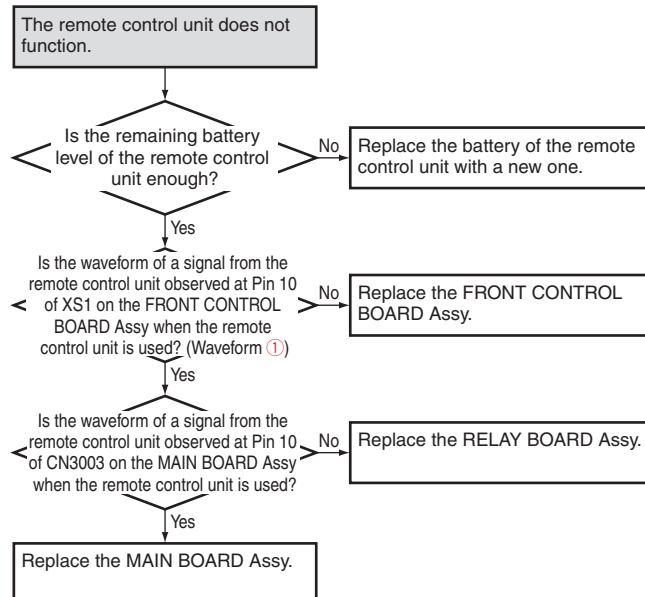 The remote control unit does not
function.
Is the remaining battery
level of the remote control
unit enough?
No
Replace the battery of the remote
control unit with a new one.
Yes
Is the waveform of a signal from the
remote control unit observed at Pin 10
of XS1 on the FRONT CONTROL
BOARD Assy when the remote
control unit is used? (Waveform ①)
No
Replace the FRONT CONTROL
BOARD Assy.
Yes
Is the waveform of a signal from the
remote control unit observed at Pin 10
of CN3003 on the MAIN BOARD Assy
when the remote control unit is used?
No
Replace the RELAY BOARD Assy.
Yes
Replace the MAIN BOARD Assy.